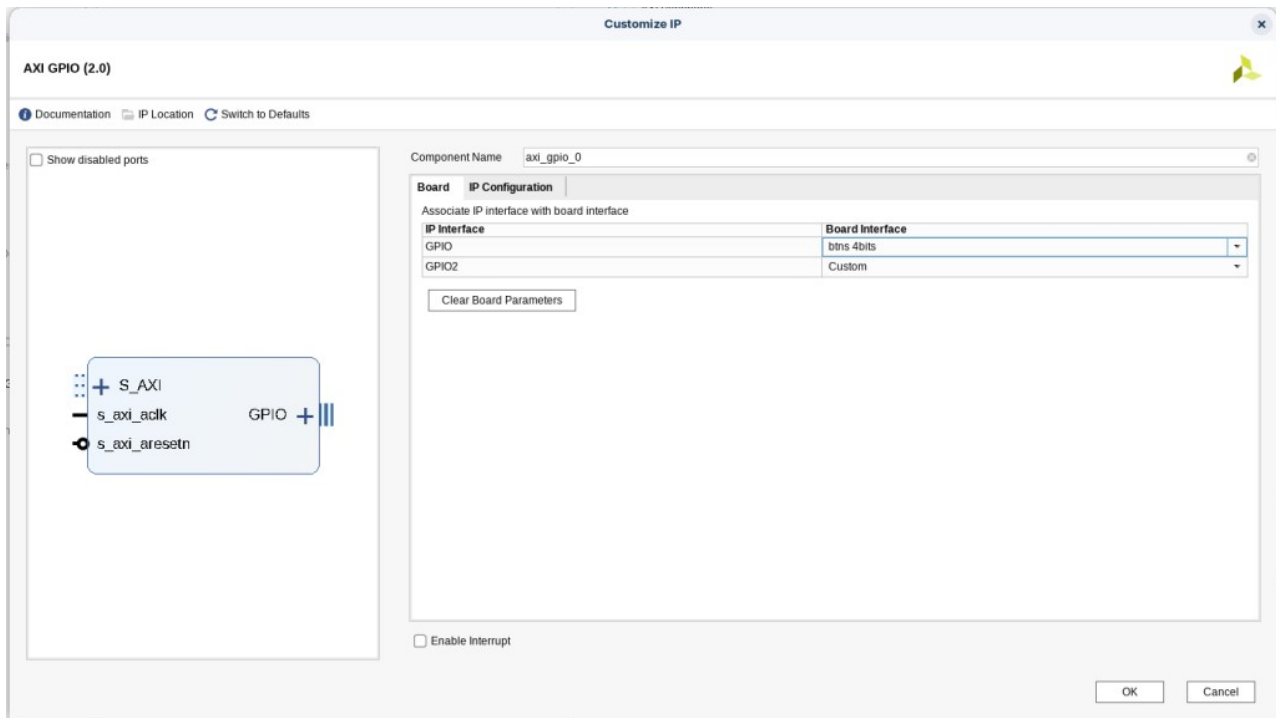 Customize IP
AXI GPIO (2.0)
Documentation IP Location Switch to Defaults
Show disabled ports
S_AXI
s_axi_aclk
s_axi_aresetn
GPIO
Component Name axi_gpio_0
Board IP Configuration
Associate IP interface with board interface
IP Interface Board Interface
GPIO btns 4bits
GPIO2 Custom
Clear Board Parameters
Enable Interrupt
OK Cancel